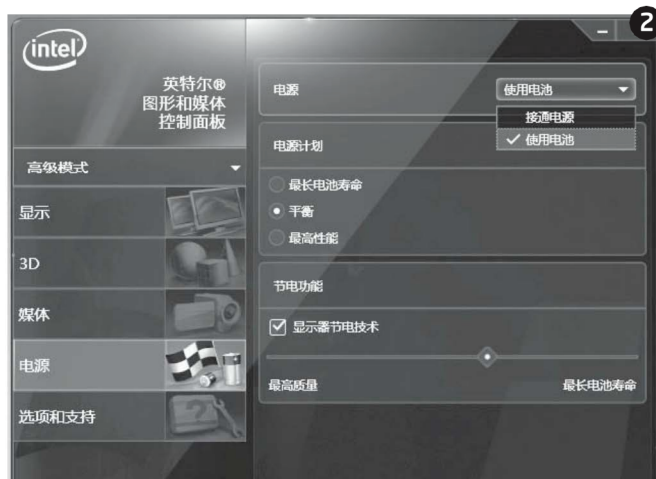 2
intel
英特尔®
图形和媒体
控制面板
高级模式
显示
3D
媒体
电源
选项和支持
电源
使用电池
接通电源
使用电池
电源计划
最长电池寿命
平衡
最高性能
节电功能
显示器节电技术
最高质量
最长电池寿命